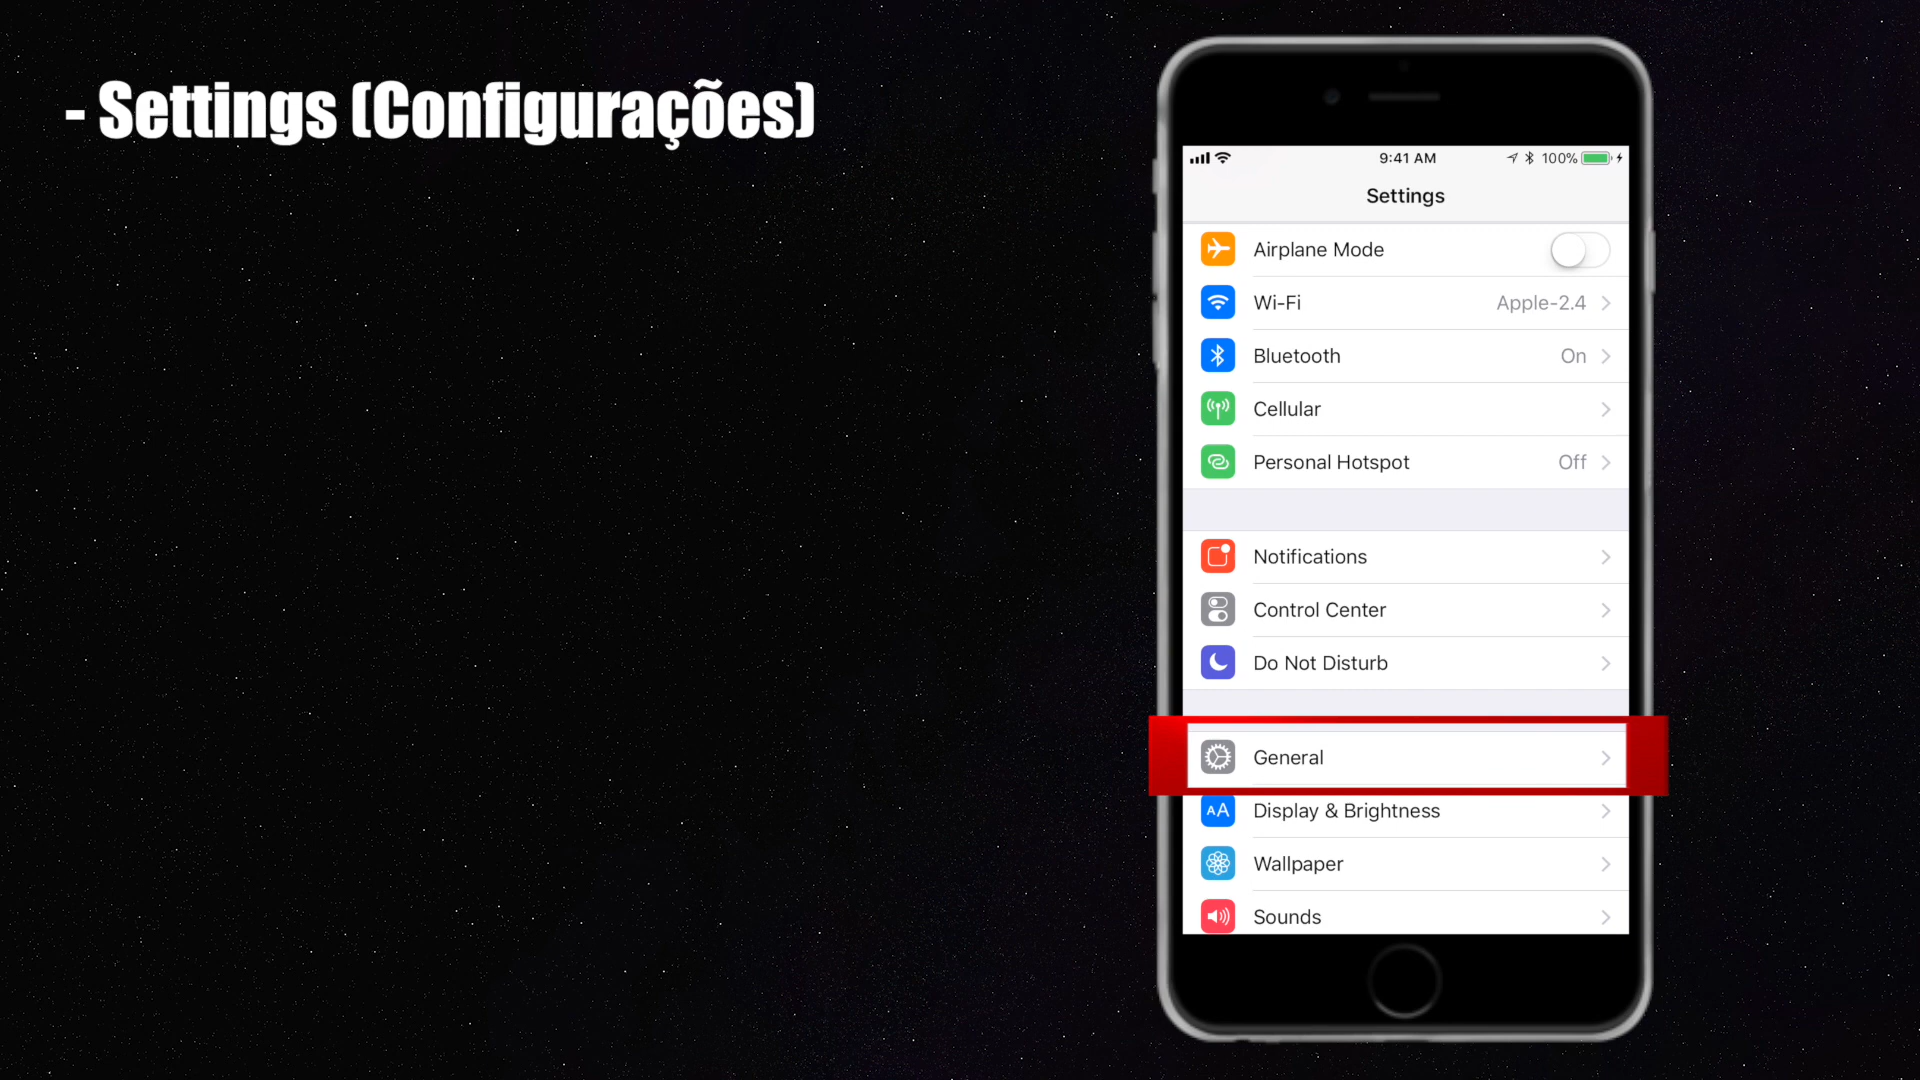 - Settings (Configurações)
9:41 AM 100%
Settings
Airplane Mode
Wi-Fi Apple-2.4
Bluetooth On
Cellular
Personal Hotspot Off
Notifications
Control Center
Do Not Disturb
General
AA Display & Brightness
Wallpaper
Sounds